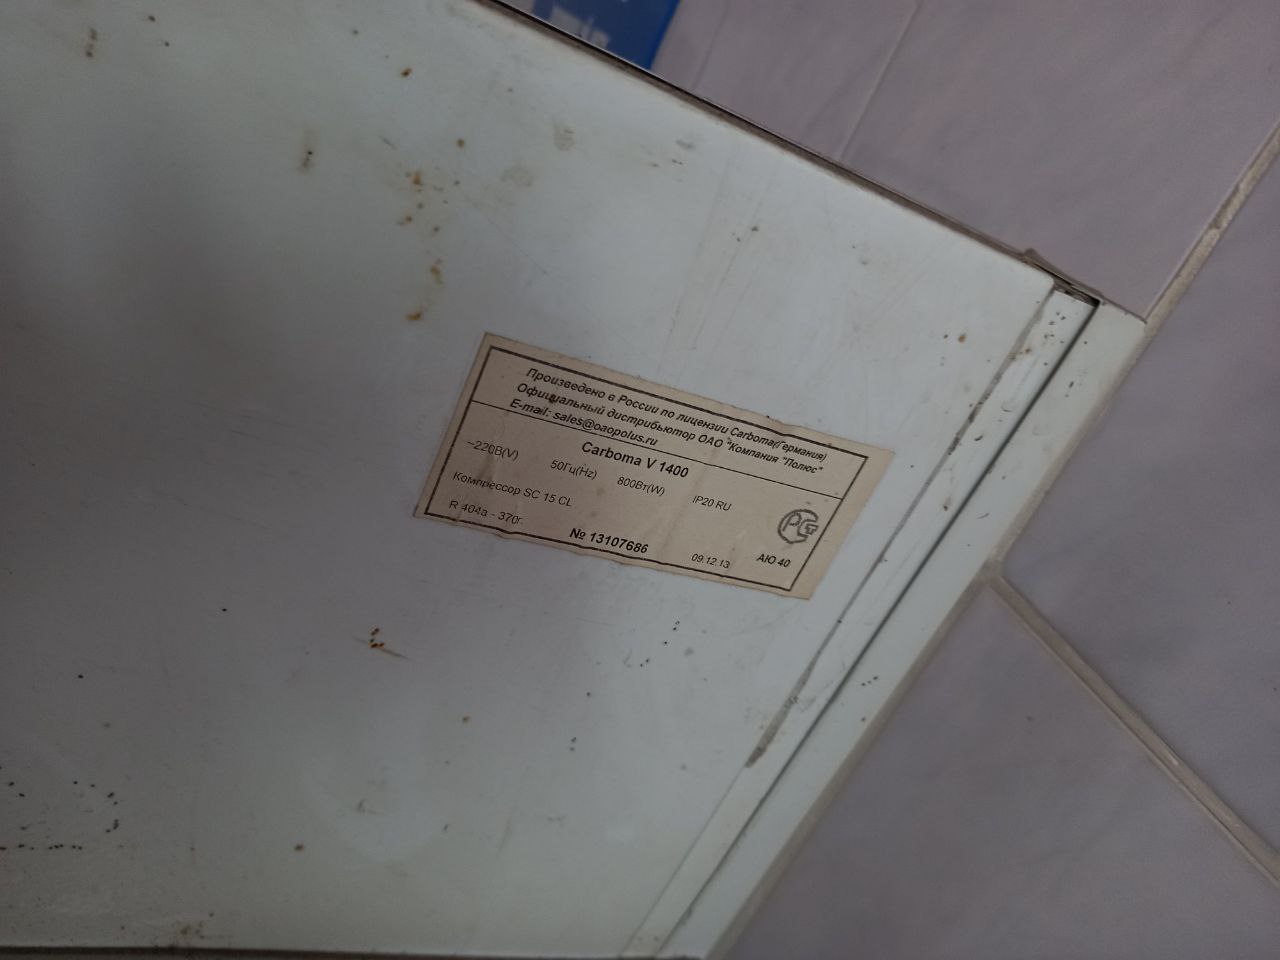 Произведено в России по лицензии Carboma(Германия)
Официальный дистрибьютор ОАО "Компания "Полюс"
E-mail: sales@oaopolus.ru
Carboma V 1400
~220В(V) 50Гц(Hz) 800Вт(W) IP20 RU
Компрессор SC 15 CL
R 404a - 370г.
№ 13107686
09.12.13
АЮ 40